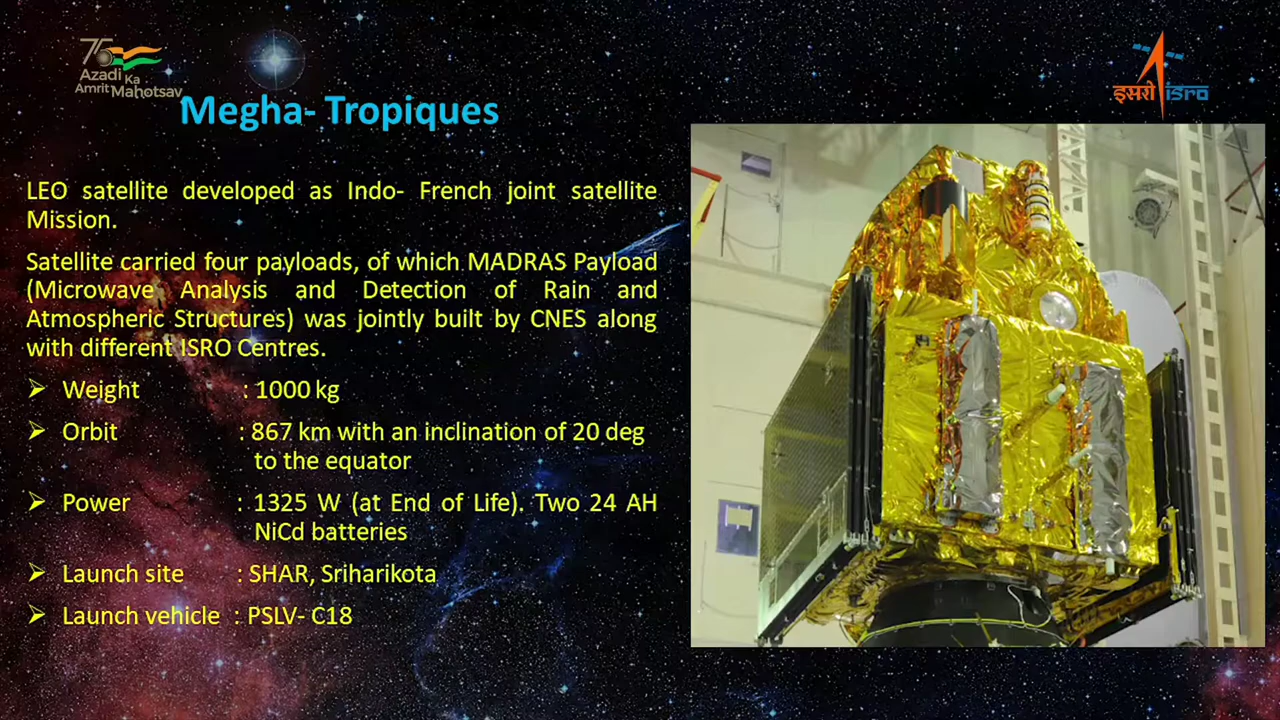 75
Azadi Ka
Amrit Mahotsav
इसरो isro
Megha- Tropiques
LEO satellite developed as Indo- French joint satellite
Mission.
Satellite carried four payloads, of which MADRAS Payload
(Microwave Analysis and Detection of Rain and
Atmospheric Structures) was jointly built by CNES along
with different ISRO Centres.
➢ Weight : 1000 kg
➢ Orbit : 867 km with an inclination of 20 deg
to the equator
➢ Power : 1325 W (at End of Life). Two 24 AH
NiCd batteries
➢ Launch site : SHAR, Sriharikota
➢ Launch vehicle : PSLV- C18